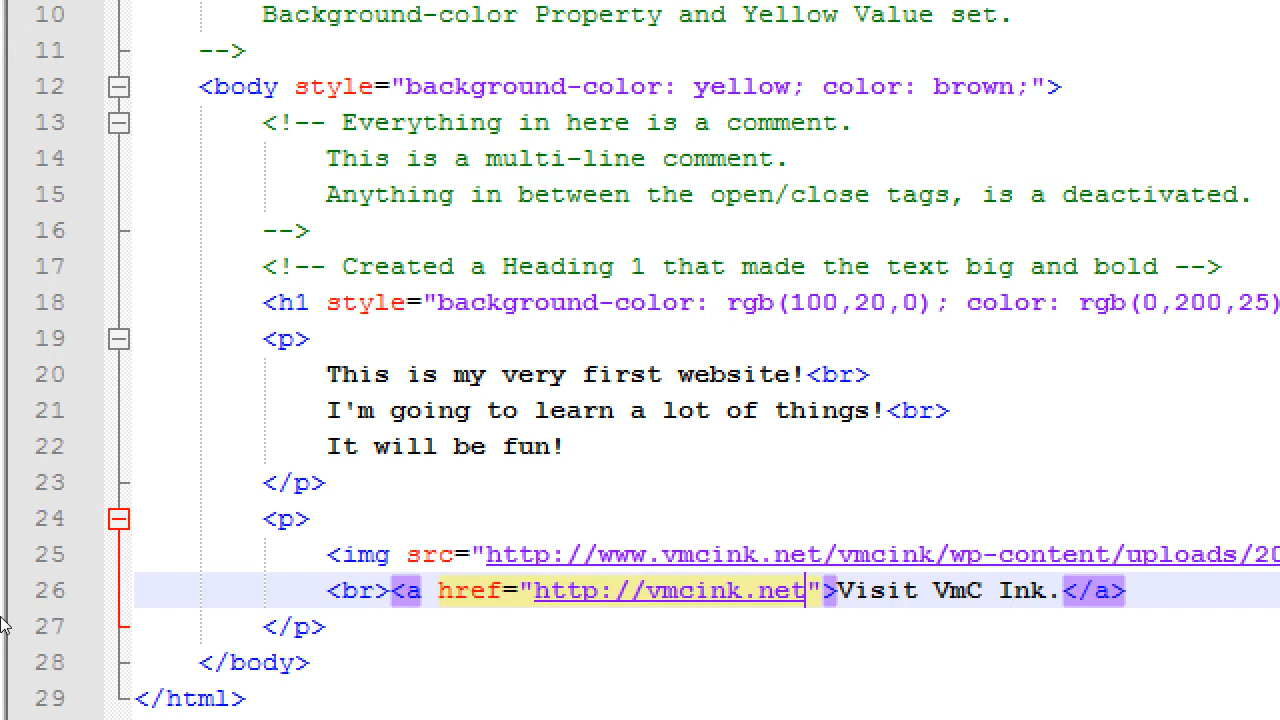 10 Background-color Property and Yellow Value set.
11 -->
12 <body style="background-color: yellow; color: brown;">
13 <!-- Everything in here is a comment.
14 This is a multi-line comment.
15 Anything in between the open/close tags, is a deactivated.
16 -->
17 <!-- Created a Heading 1 that made the text big and bold -->
18 <h1 style="background-color: rgb(100,20,0); color: rgb(0,200,25)
19 <p>
20 This is my very first website!<br>
21 I'm going to learn a lot of things!<br>
22 It will be fun!
23 </p>
24 <p>
25 <img src="http://www.vmcink.net/vmcink/wp-content/uploads/20
26 <br><a href="http://vmcink.net">Visit VmC Ink.</a>
27 </p>
28 </body>
29 </html>